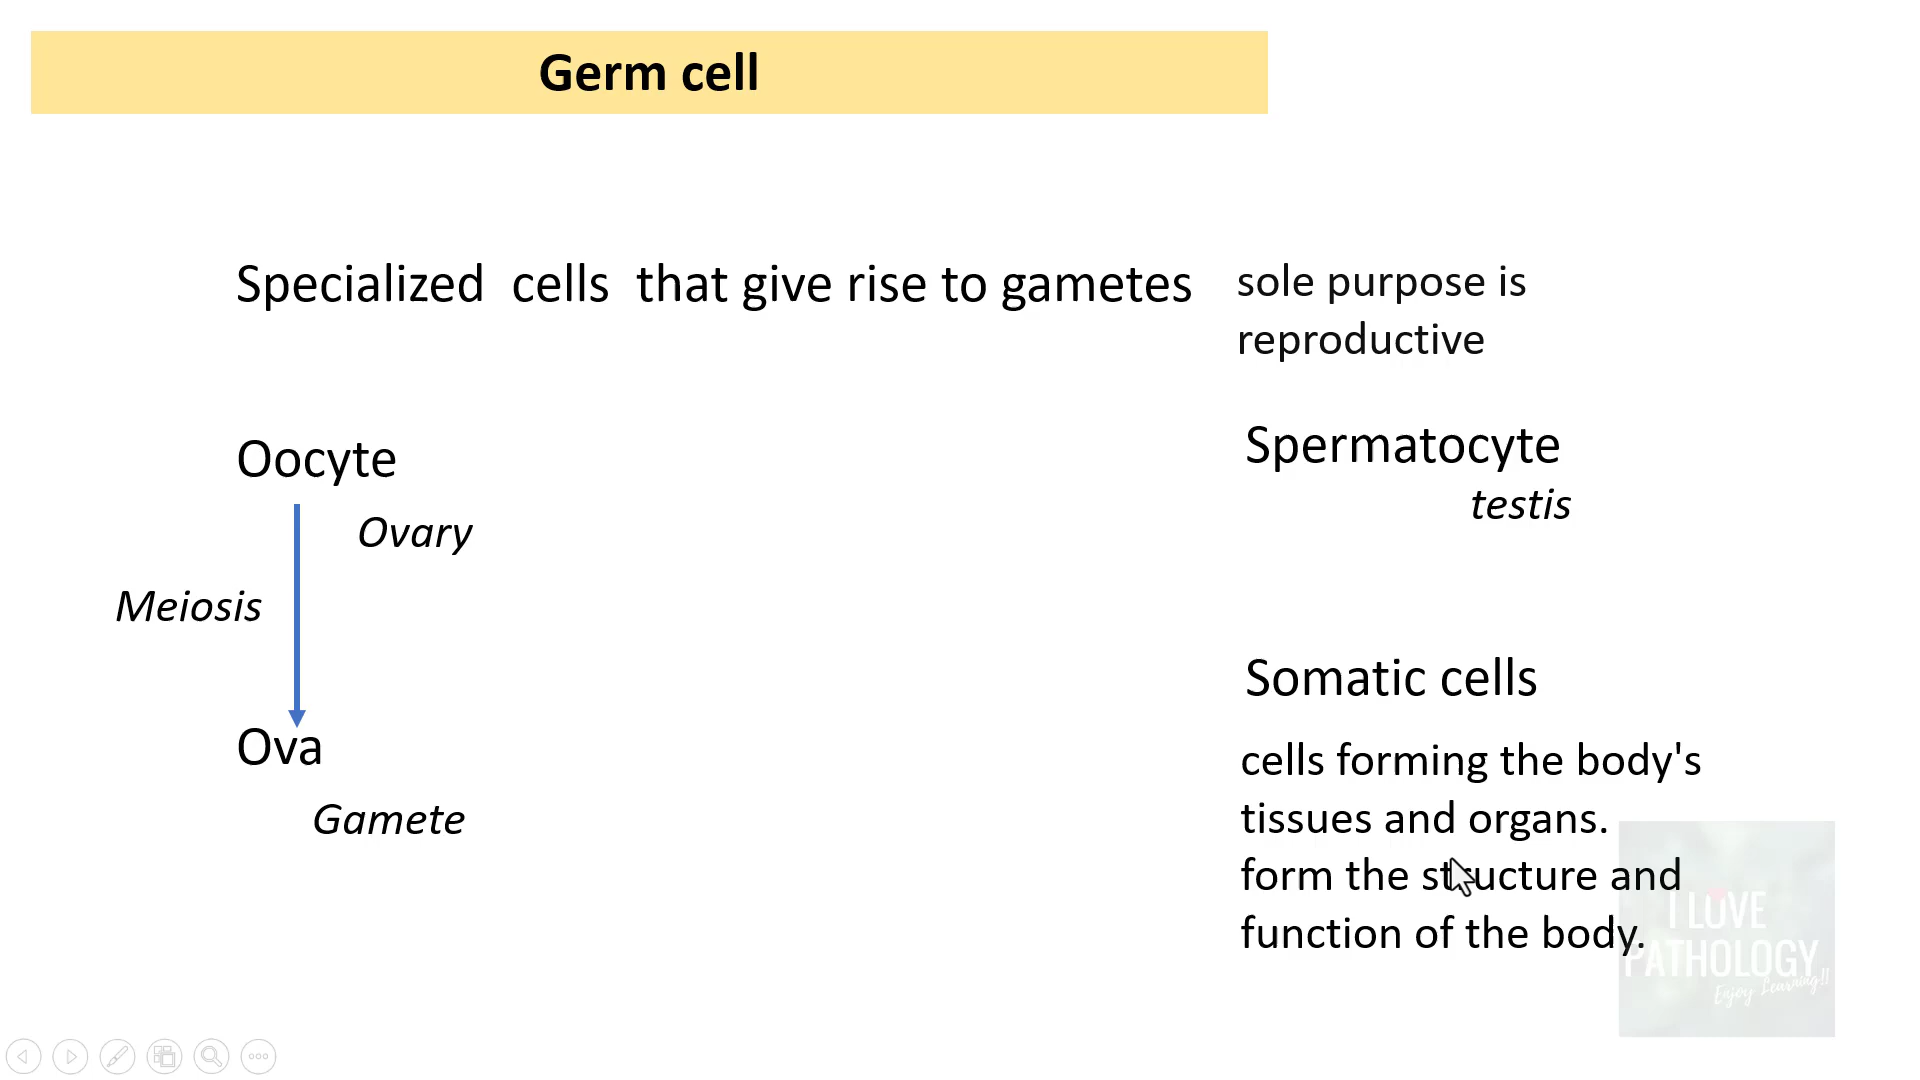 Germ cell
Specialized cells that give rise to gametes
sole purpose is
reproductive
Oocyte
Ovary
Meiosis
Ova
Gamete
Spermatocyte
testis
Somatic cells
cells forming the body's
tissues and organs.
form the structure and
function of the body.
I LOVE
PATHOLOGY
Enjoy Learning!!